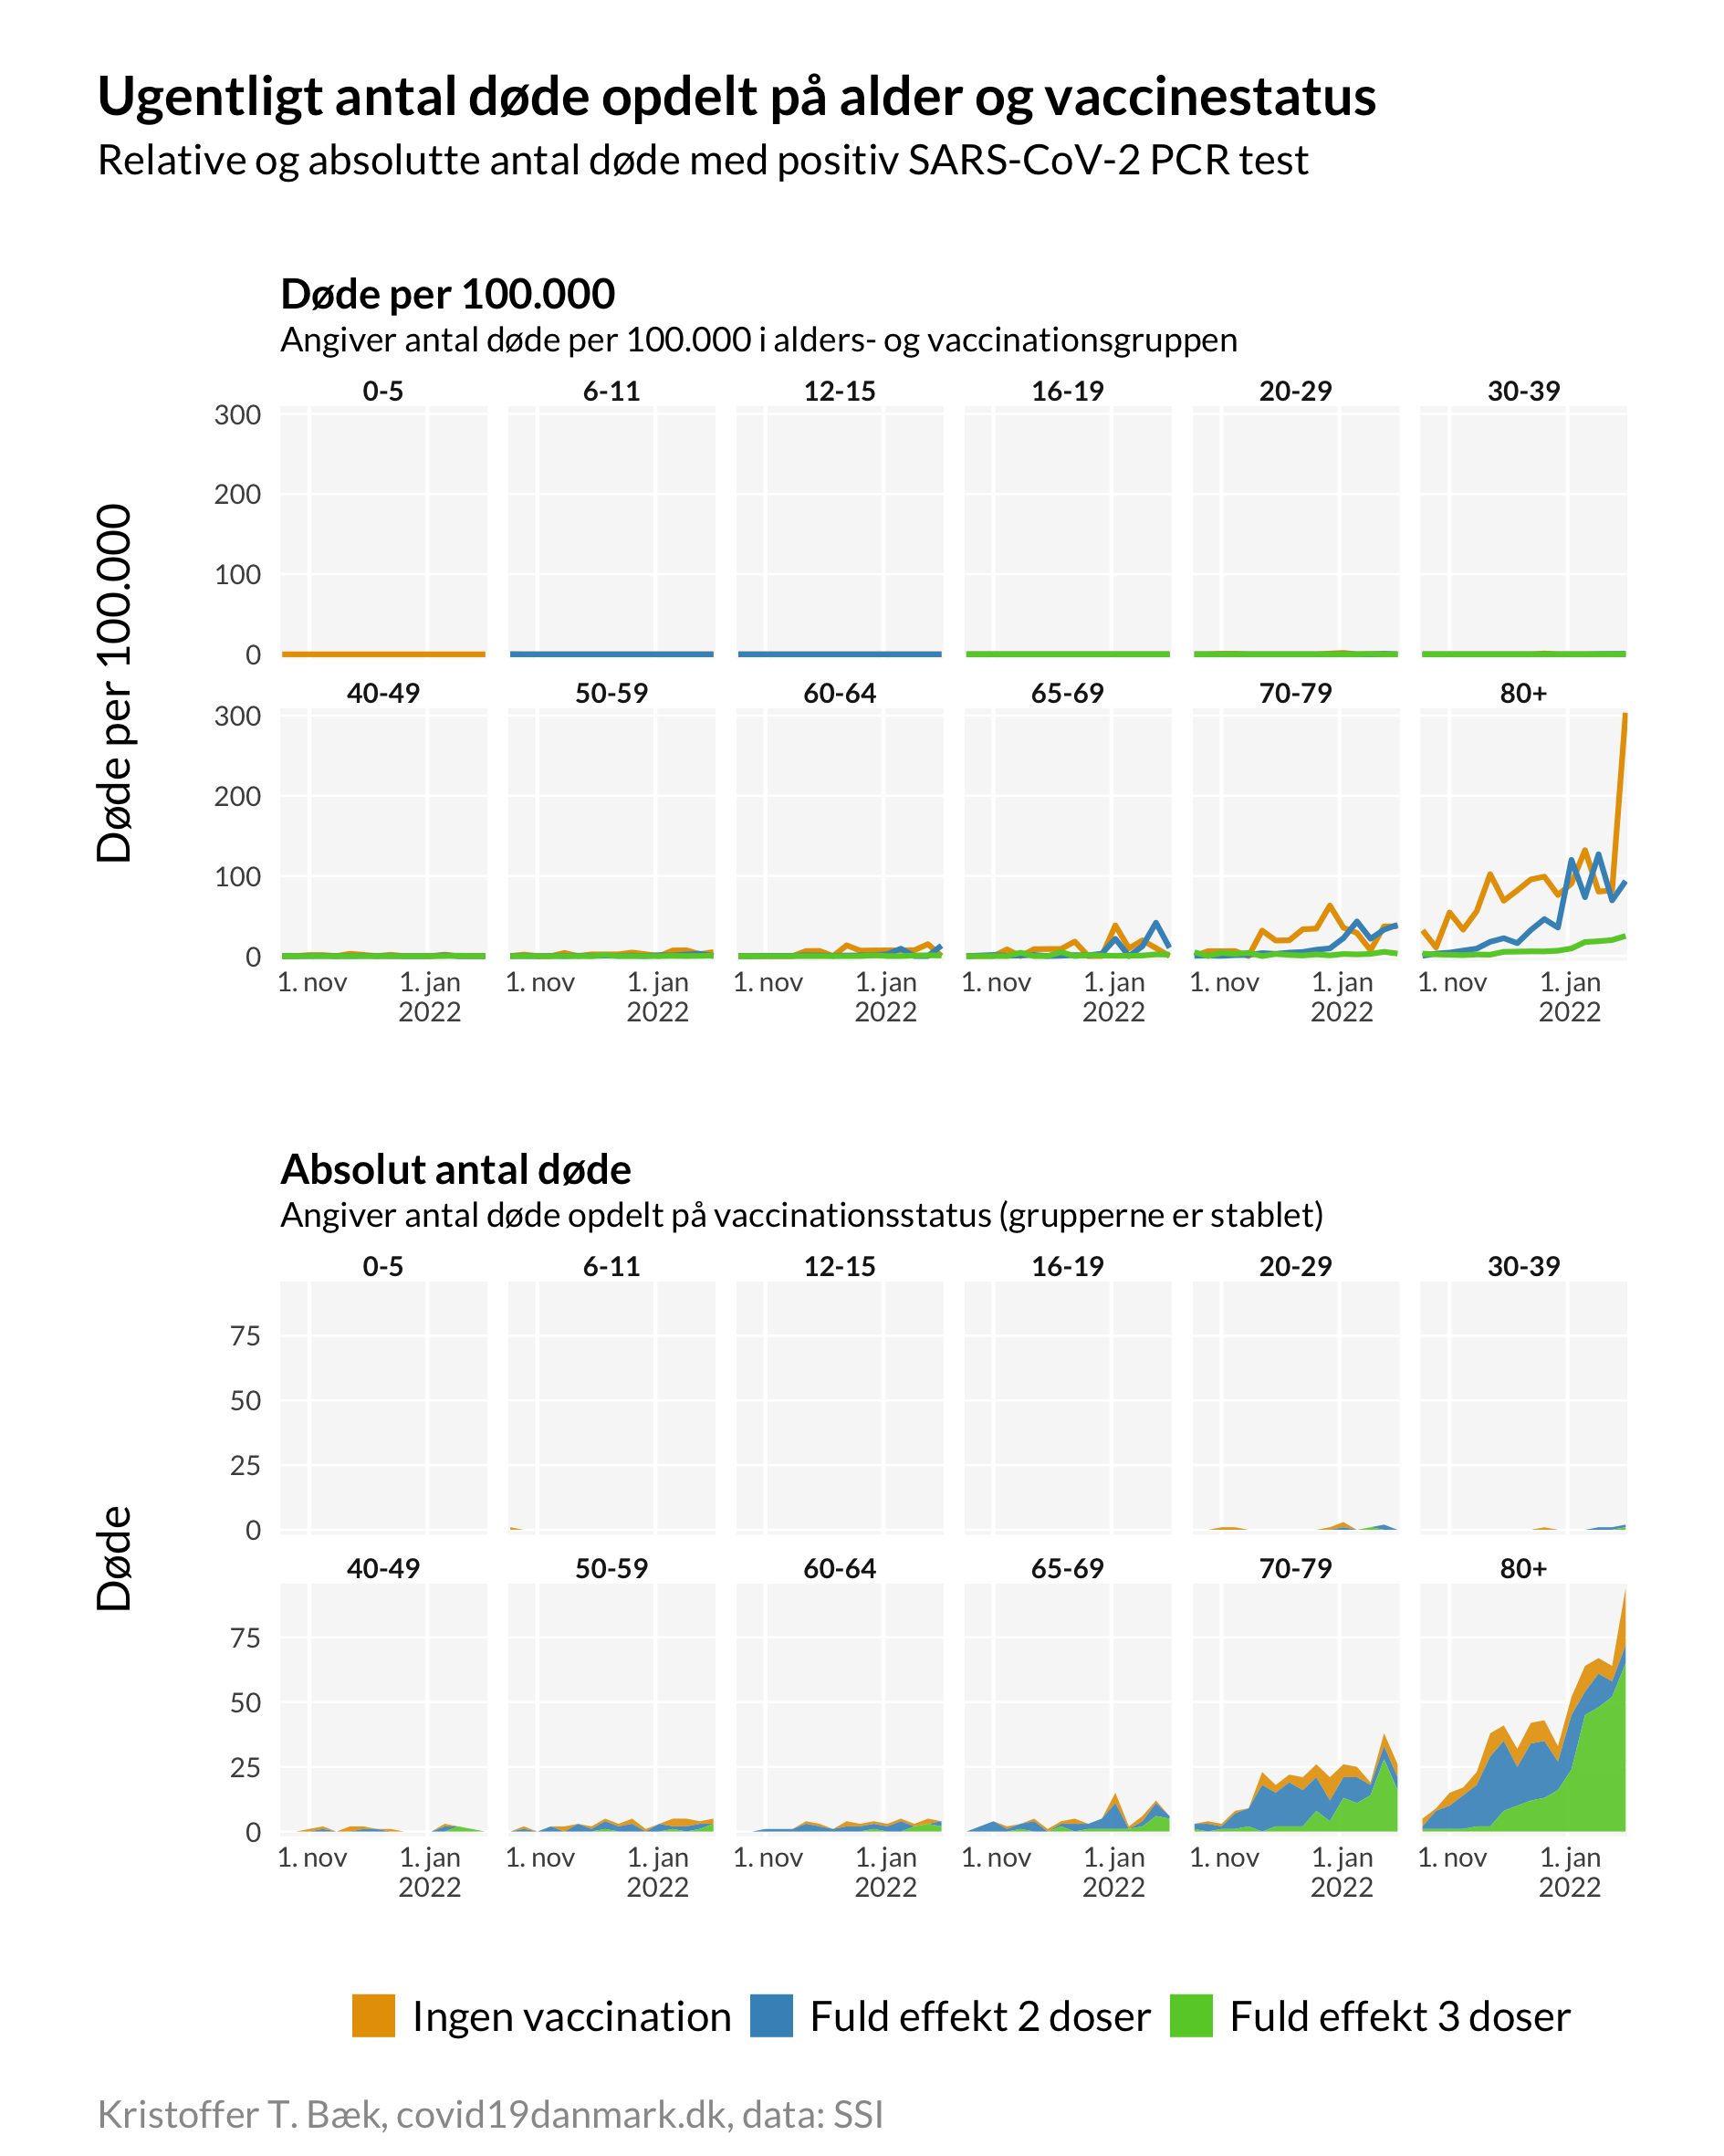 Ugentligt antal døde opdelt på alder og vaccinestatus
Relative og absolutte antal døde med positiv SARS-CoV-2 PCR test
Døde per 100.000
Angiver antal døde per 100.000 i alders- og vaccinationsgruppen
Døde per 100.000
0-5 6-11 12-15 16-19 20-29 30-39
300
200
100
0
40-49 50-59 60-64 65-69 70-79 80+
300
200
100
0
1. nov 1. jan 1. nov 1. jan 1. nov 1. jan 1. nov 1. jan 1. nov 1. jan 1. nov 1. jan
2022 2022 2022 2022 2022 2022
Absolut antal døde
Angiver antal døde opdelt på vaccinationsstatus (grupperne er stablet)
Døde
0-5 6-11 12-15 16-19 20-29 30-39
75
50
25
0
40-49 50-59 60-64 65-69 70-79 80+
75
50
25
0
1. nov 1. jan 1. nov 1. jan 1. nov 1. jan 1. nov 1. jan 1. nov 1. jan 1. nov 1. jan
2022 2022 2022 2022 2022 2022
Ingen vaccination Fuld effekt 2 doser Fuld effekt 3 doser
Kristoffer T. Bæk, covid19danmark.dk, data: SSI